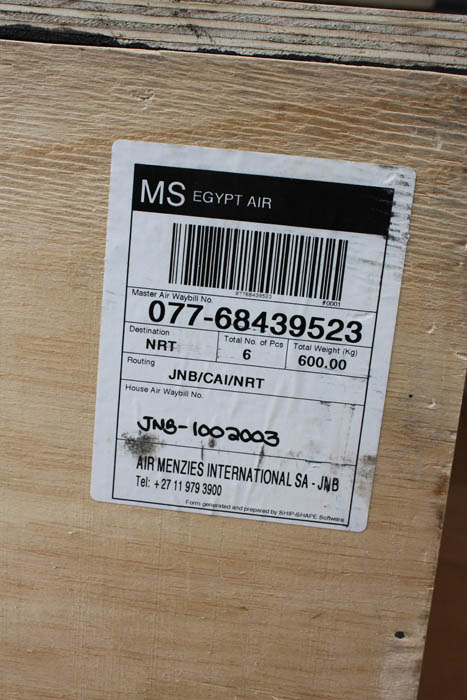 MS EGYPT AIR
07768439523
#0001
Master Air Waybill No.
077-68439523
Destination
NRT
Total No. of Pcs
6
Total Weight (Kg)
600.00
Routing
JNB/CAI/NRT
House Air Waybill No.
JNB-1002003
AIR MENZIES INTERNATIONAL SA - JNB
Tel: +27 11 979 3900
Form generated and prepared by SHIP-SHAPE Software